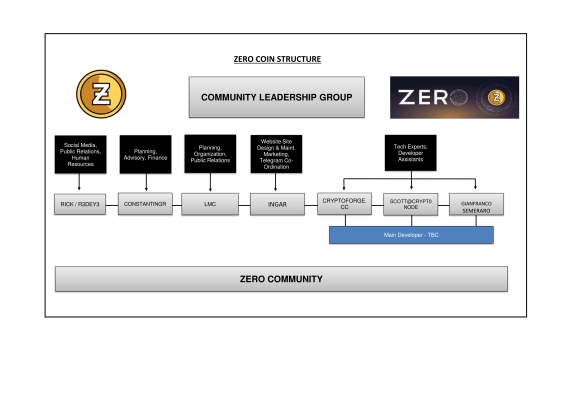 ZERO COIN STRUCTURE
COMMUNITY LEADERSHIP GROUP
ZERO
Social Media,
Public Relations,
Human
Resources
Planning,
Advisory, Finance
Planning,
Organization,
Public Relations
Website Site
Design & Maint.
Marketing,
Telegram Co-
Ordination
Tech Experts,
Developer
Assistants
RICK / R3DEY3
CONSTANTINGR
LMC
INGAR
CRYPTOFORGE.
CC
SCOTT@CRYPT0
NODE
GIANFRANCO
SEMERARO
Main Developer - TBC
ZERO COMMUNITY